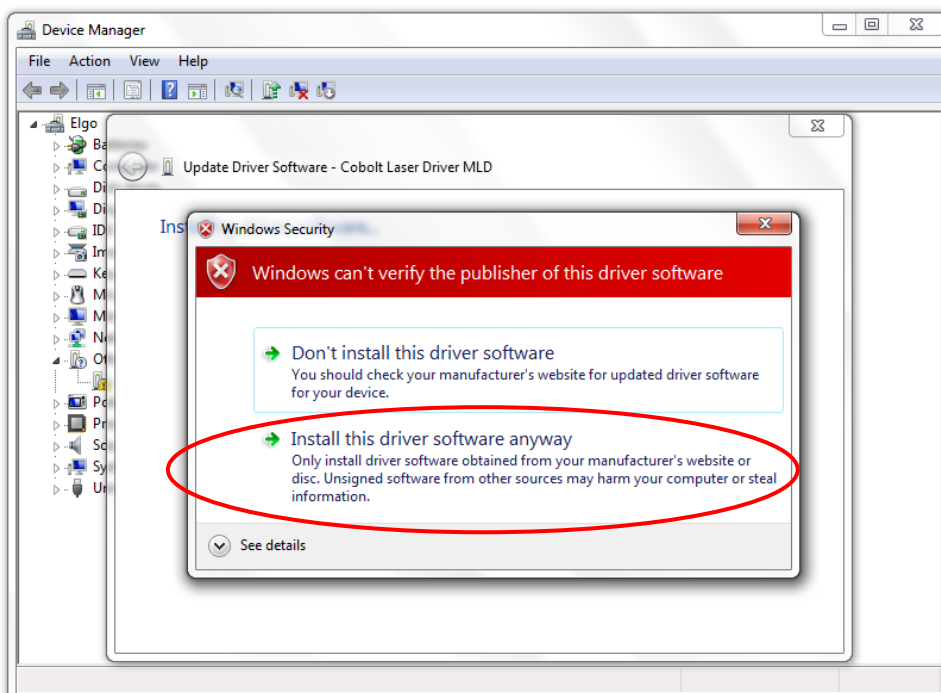 Device Manager
File Action View Help
Elgo
Update Driver Software - Cobolt Laser Driver MLD
Windows Security
Windows can't verify the publisher of this driver software
Don't install this driver software
You should check your manufacturer's website for updated driver software
for your device.
Install this driver software anyway
Only install driver software obtained from your manufacturer's website or
disc. Unsigned software from other sources may harm your computer or steal
information.
See details